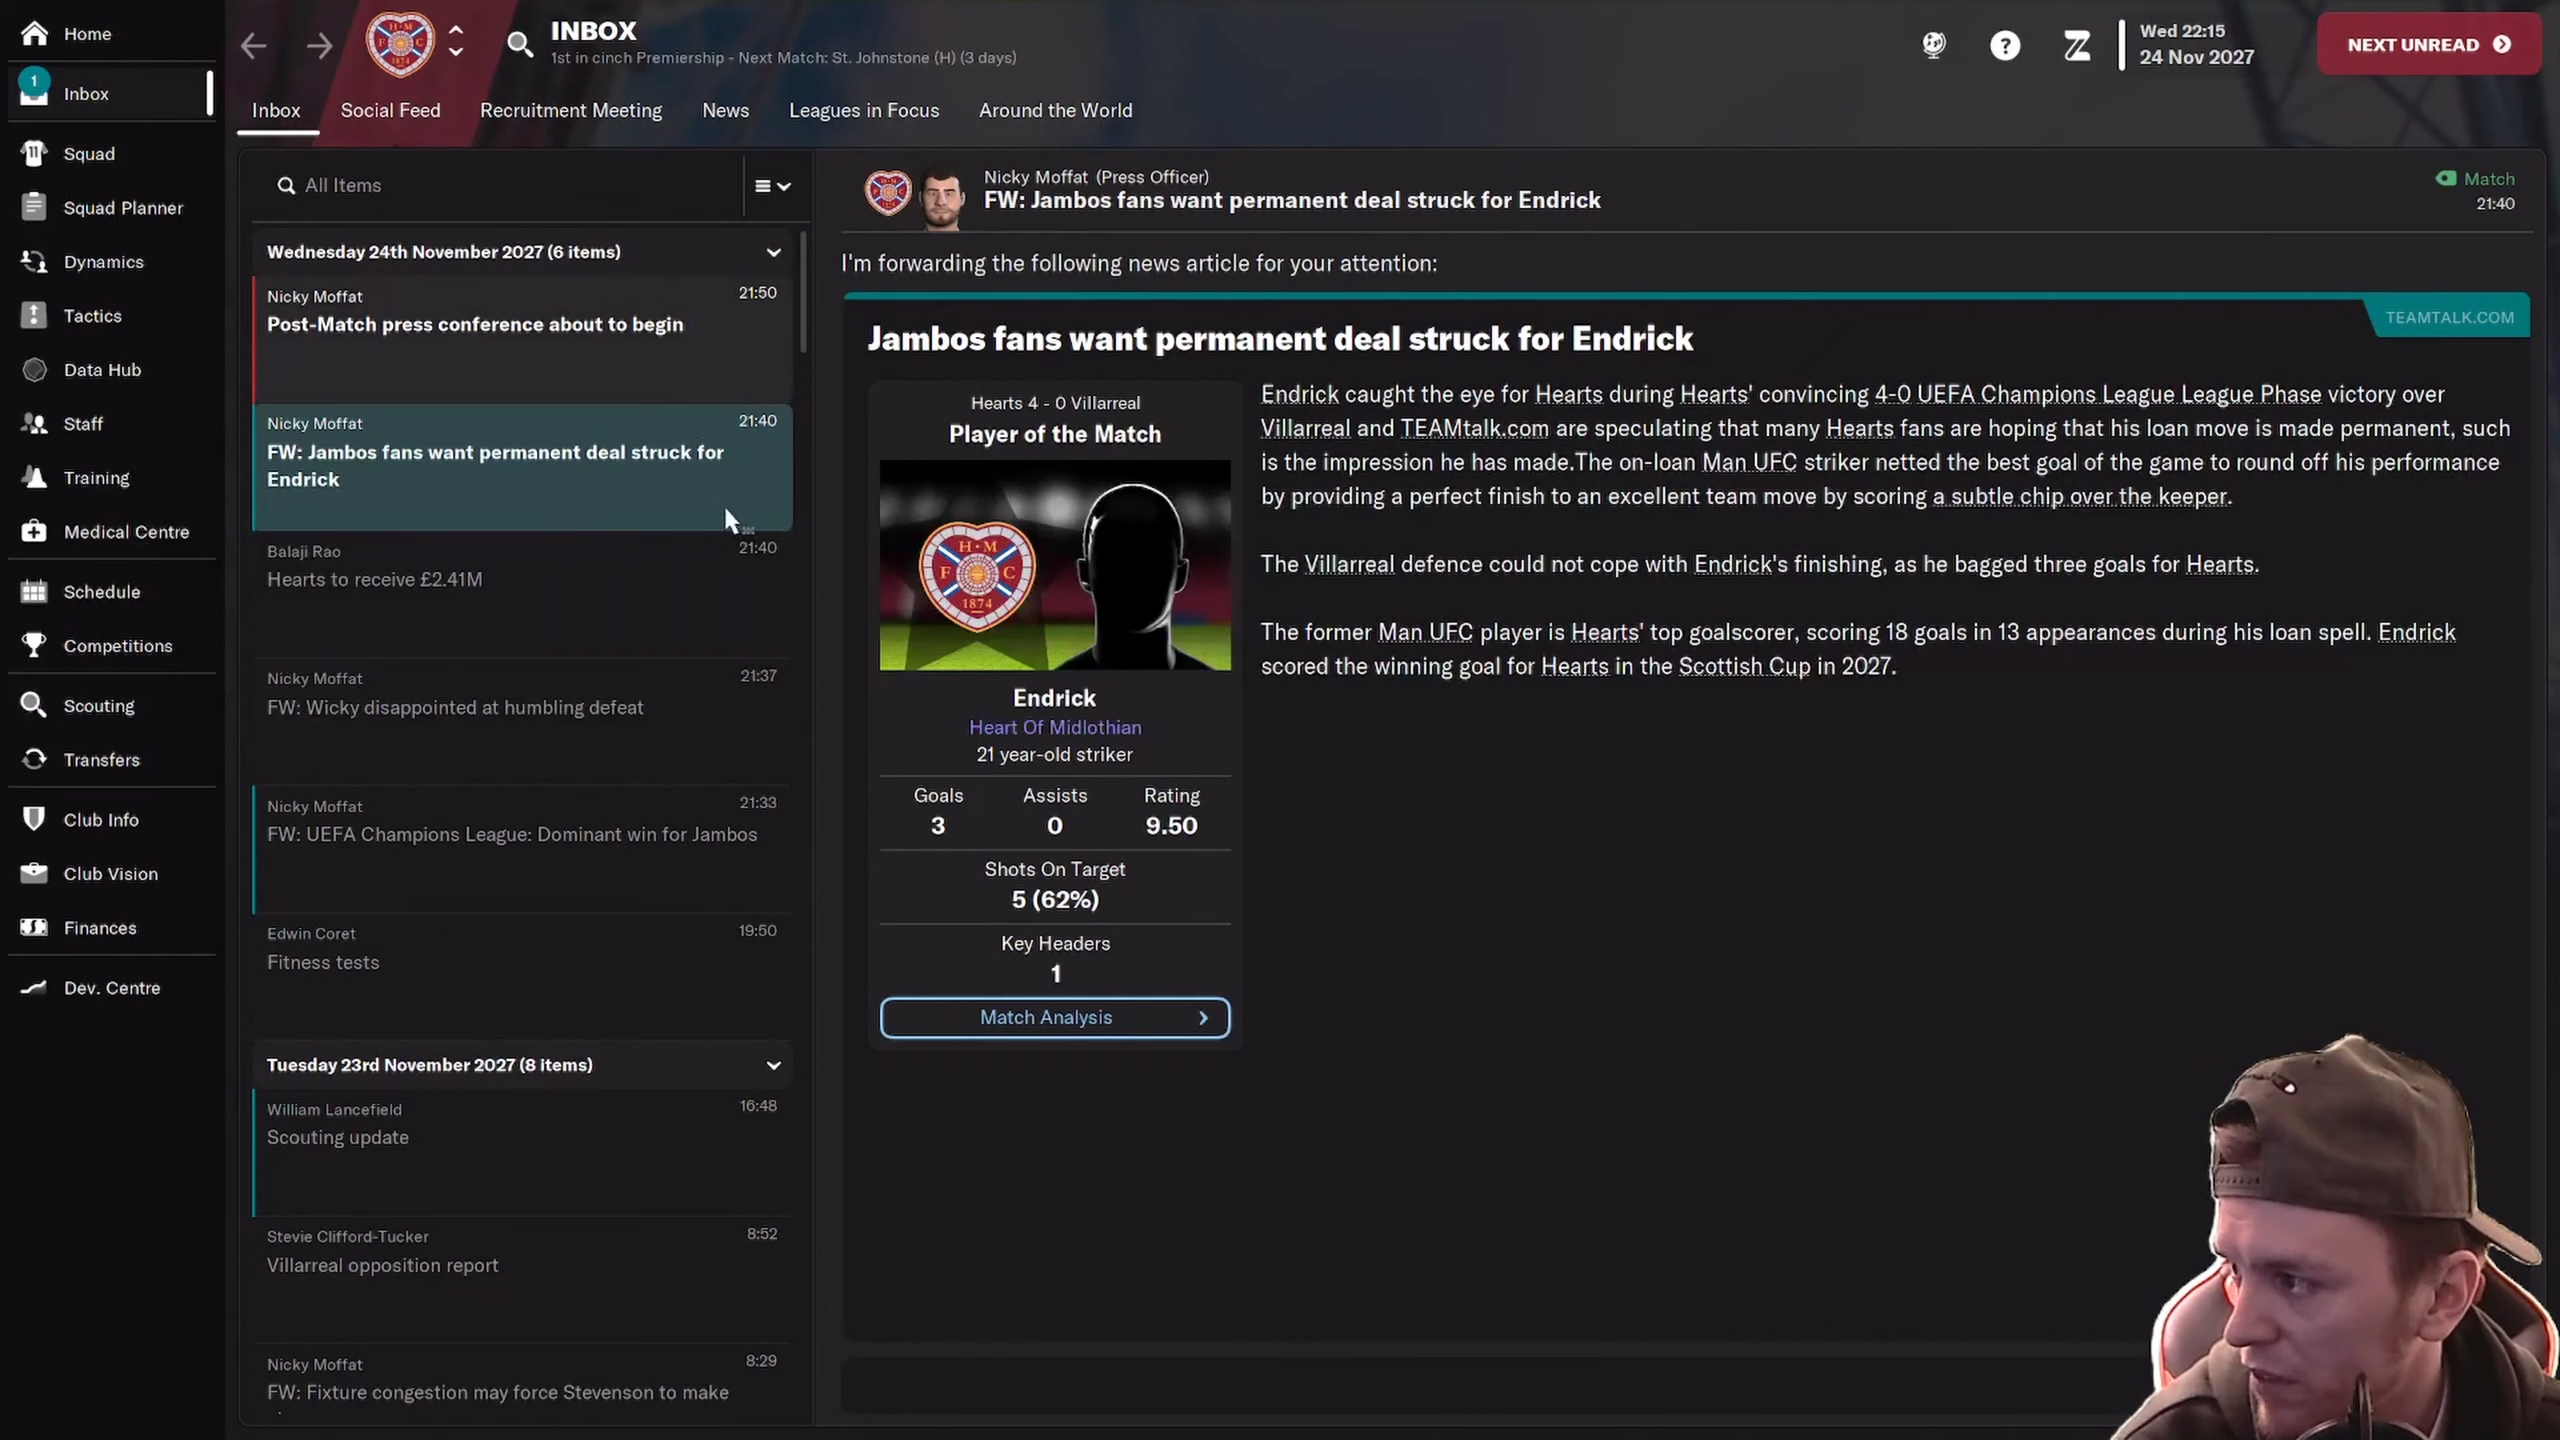 Home
1
Inbox
Squad
Squad Planner
Dynamics
Tactics
Data Hub
Staff
Training
Medical Centre
Schedule
Competitions
Scouting
Transfers
Club Info
Club Vision
Finances
Dev. Centre
INBOX
1st in cinch Premiership - Next Match: St. Johnstone (H) (3 days)
Wed 22:15
24 Nov 2027
NEXT UNREAD
Inbox
Social Feed
Recruitment Meeting
News
Leagues in Focus
Around the World
All Items
Wednesday 24th November 2027 (6 items)
Nicky Moffat
21:50
Post-Match press conference about to begin
Nicky Moffat
21:40
FW: Jambos fans want permanent deal struck for
Endrick
Balaji Rao
21:40
Hearts to receive £2.41M
Nicky Moffat
21:37
FW: Wicky disappointed at humbling defeat
Nicky Moffat
21:33
FW: UEFA Champions League: Dominant win for Jambos
Edwin Coret
19:50
Fitness tests
Tuesday 23rd November 2027 (8 items)
William Lancefield
16:48
Scouting update
Stevie Clifford-Tucker
8:52
Villarreal opposition report
Nicky Moffat
8:29
FW: Fixture congestion may force Stevenson to make
Nicky Moffat (Press Officer)
FW: Jambos fans want permanent deal struck for Endrick
Match
21:40
I'm forwarding the following news article for your attention:
TEAMTALK.COM
Jambos fans want permanent deal struck for Endrick
Hearts 4 - 0 Villarreal
Player of the Match
H M
F C
1874
Endrick
Heart Of Midlothian
21 year-old striker
Goals Assists Rating
3 0 9.50
Shots On Target
5 (62%)
Key Headers
1
Match Analysis
Endrick caught the eye for Hearts during Hearts' convincing 4-0 UEFA Champions League League Phase victory over
Villarreal and TEAMtalk.com are speculating that many Hearts fans are hoping that his loan move is made permanent, such
is the impression he has made.The on-loan Man UFC striker netted the best goal of the game to round off his performance
by providing a perfect finish to an excellent team move by scoring a subtle chip over the keeper.
The Villarreal defence could not cope with Endrick's finishing, as he bagged three goals for Hearts.
The former Man UFC player is Hearts' top goalscorer, scoring 18 goals in 13 appearances during his loan spell. Endrick
scored the winning goal for Hearts in the Scottish Cup in 2027.